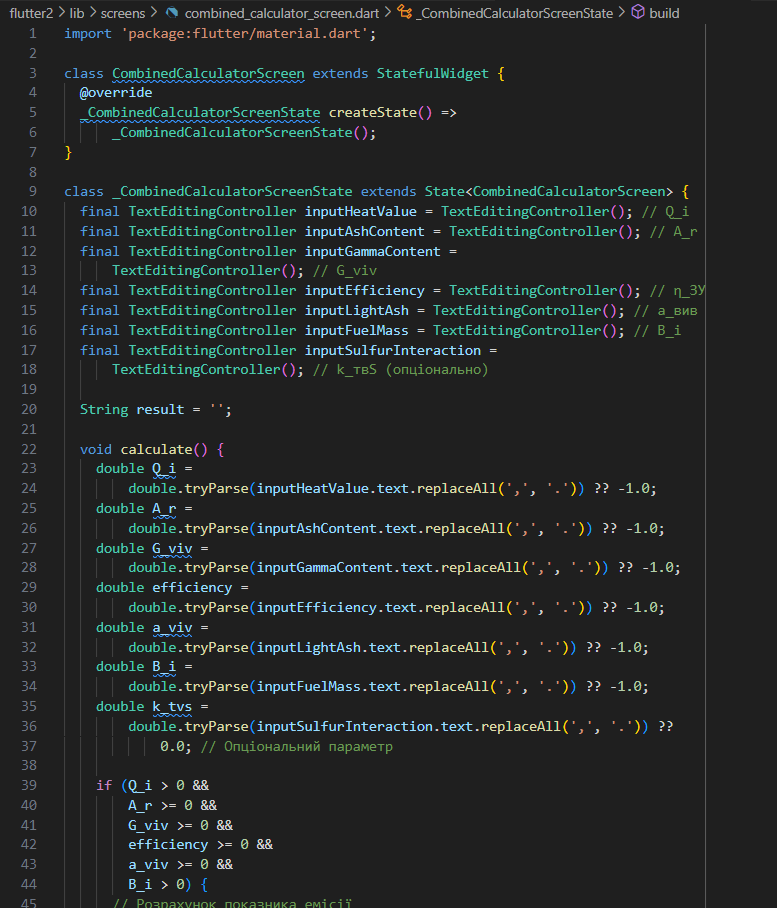 flutter2 > lib > screens > combined_calculator_screen.dart > _CombinedCalculatorScreenState > build
1 import 'package:flutter/material.dart';
2
3 class CombinedCalculatorScreen extends StatefulWidget {
4 @override
5 _CombinedCalculatorScreenState createState() =>
6 _CombinedCalculatorScreenState();
7 }
8
9 class _CombinedCalculatorScreenState extends State<CombinedCalculatorScreen> {
10 final TextEditingController inputHeatValue = TextEditingController(); // Q_i
11 final TextEditingController inputAshContent = TextEditingController(); // A_r
12 final TextEditingController inputGammaContent =
13 TextEditingController(); // G_viv
14 final TextEditingController inputEfficiency = TextEditingController(); // η_ЗУ
15 final TextEditingController inputLightAsh = TextEditingController(); // a_вив
16 final TextEditingController inputFuelMass = TextEditingController(); // B_i
17 final TextEditingController inputSulfurInteraction =
18 TextEditingController(); // k_твS (опціонально)
19
20 String result = '';
21
22 void calculate() {
23 double Q_i =
24 double.tryParse(inputHeatValue.text.replaceAll(',', '.')) ?? -1.0;
25 double A_r =
26 double.tryParse(inputAshContent.text.replaceAll(',', '.')) ?? -1.0;
27 double G_viv =
28 double.tryParse(inputGammaContent.text.replaceAll(',', '.')) ?? -1.0;
29 double efficiency =
30 double.tryParse(inputEfficiency.text.replaceAll(',', '.')) ?? -1.0;
31 double a_viv =
32 double.tryParse(inputLightAsh.text.replaceAll(',', '.')) ?? -1.0;
33 double B_i =
34 double.tryParse(inputFuelMass.text.replaceAll(',', '.')) ?? -1.0;
35 double k_tvs =
36 double.tryParse(inputSulfurInteraction.text.replaceAll(',', '.')) ??
37 0.0; // Опціональний параметр
38
39 if (Q_i > 0 &&
40 A_r >= 0 &&
41 G_viv >= 0 &&
42 efficiency >= 0 &&
43 a_viv >= 0 &&
44 B_i > 0) {
45 // Розрахунок показника емісії